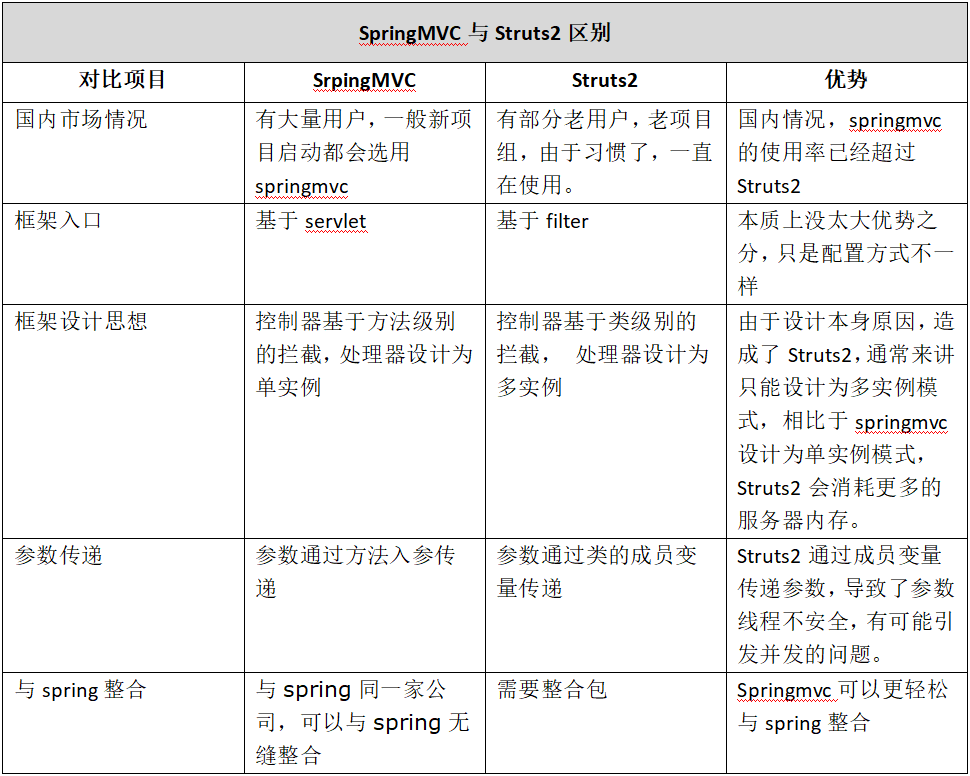 SpringMVC 与 Struts2 区别
对比项目
SrpingMVC
Struts2
优势
国内市场情况
有大量用户，一般新项
目启动都会选用
springmvc
有部分老用户，老项目
组，由于习惯了，一直
在使用。
国内情况，springmvc
的使用率已经超过
Struts2
框架入口
基于 servlet
基于 filter
本质上没太大优势之
分，只是配置方式不一
样
框架设计思想
控制器基于方法级别
的拦截，处理器设计为
单实例
控制器基于类级别的
拦截， 处理器设计为
多实例
由于设计本身原因，造
成了 Struts2，通常来讲
只能设计为多实例模
式，相比于 springmvc
设计为单实例模式，
Struts2 会消耗更多的
服务器内存。
参数传递
参数通过方法入参传
递
参数通过类的成员变
量传递
Struts2 通过成员变量
传递参数，导致了参数
线程不安全，有可能引
发并发的问题。
与 spring 整合
与 spring 同一家公
司，可以与 spring 无
缝整合
需要整合包
Springmvc 可以更轻松
与 spring 整合